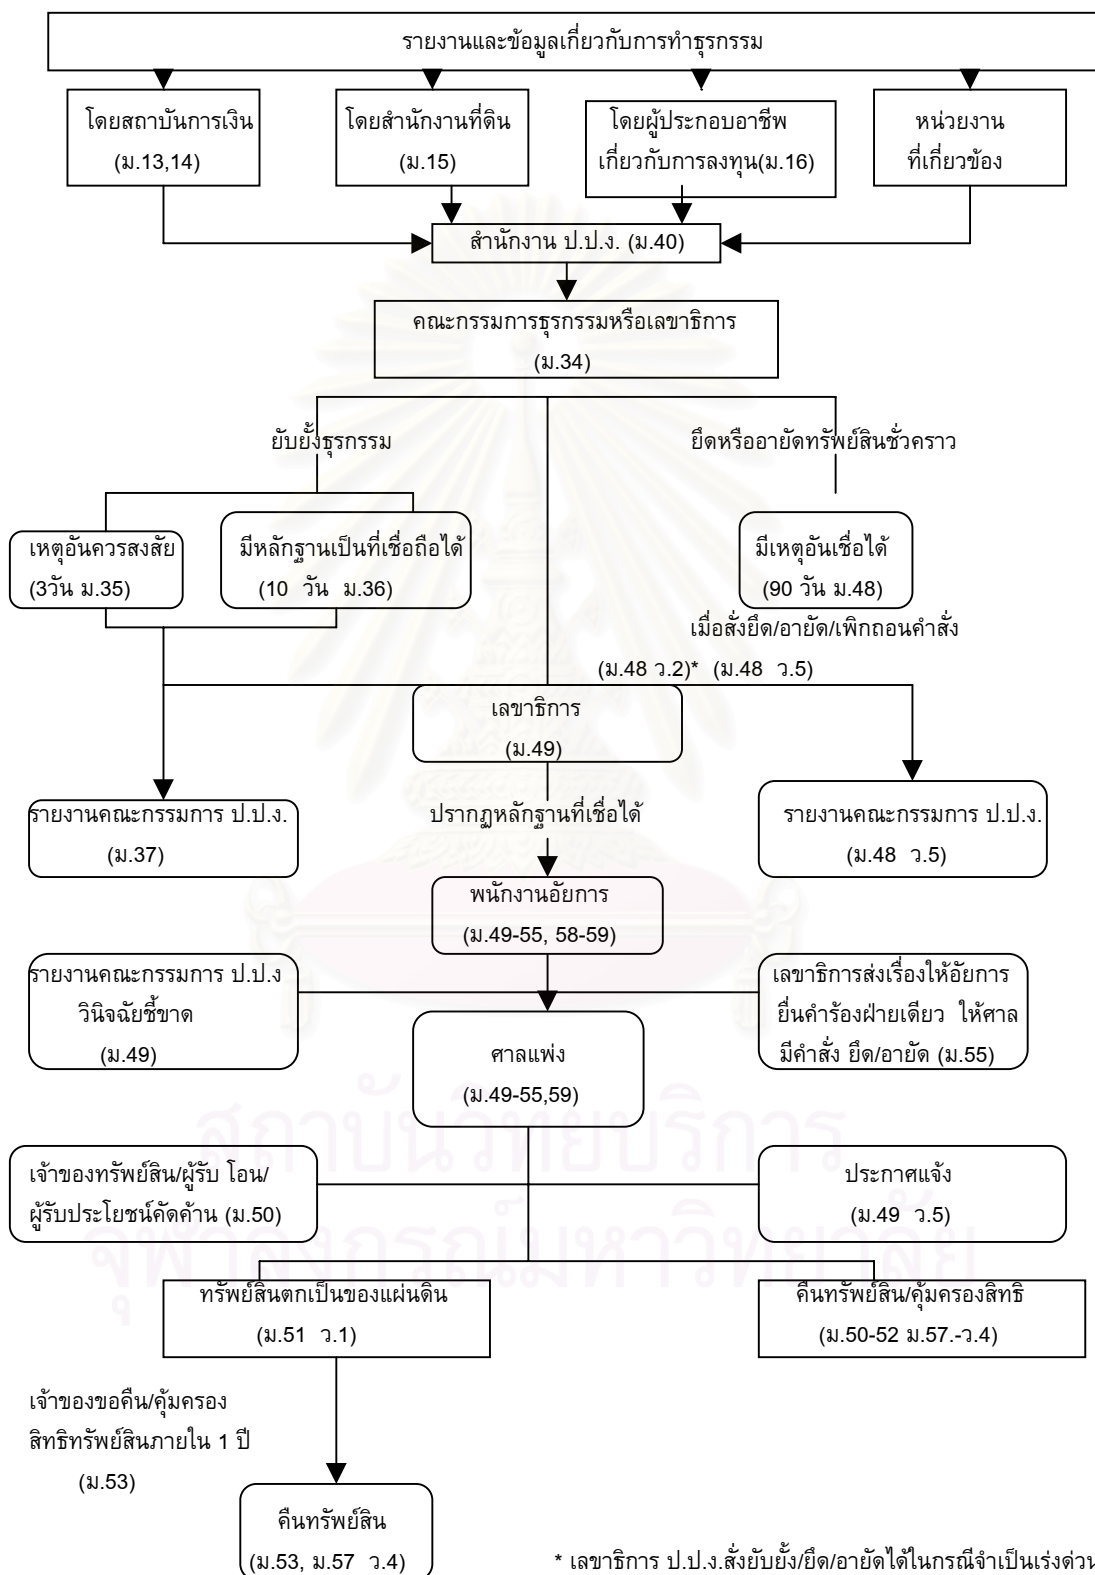 รายงานและข้อมูลเกี่ยวกับการทำธุรกรรม
โดยสถาบันการเงิน
(ม.13,14)
โดยสำนักงานที่ดิน
(ม.15)
โดยผู้ประกอบอาชีพ
เกี่ยวกับการลงทุน(ม.16)
หน่วยงาน
ที่เกี่ยวข้อง
สำนักงาน ป.ป.ง. (ม.40)
คณะกรรมการธุรกรรมหรือเลขาธิการ
(ม.34)
ยับยั้งธุรกรรม
ยึดหรืออายัดทรัพย์สินชั่วคราว
เหตุอันควรสงสัย
(3วัน ม.35)
มีหลักฐานเป็นที่เชื่อถือได้
(10 วัน ม.36)
มีเหตุอันเชื่อได้
(90 วัน ม.48)
เมื่อสั่งยึด/อายัด/เพิกถอนคำสั่ง
(ม.48 ว.2)* (ม.48 ว.5)
เลขาธิการ
(ม.49)
รายงานคณะกรรมการ ป.ป.ง.
(ม.37)
ปรากฏหลักฐานที่เชื่อได้
รายงานคณะกรรมการ ป.ป.ง.
(ม.48 ว.5)
พนักงานอัยการ
(ม.49-55, 58-59)
รายงานคณะกรรมการ ป.ป.ง
วินิจฉัยชี้ขาด
(ม.49)
เลขาธิการส่งเรื่องให้อัยการ
ยื่นคำร้องฝ่ายเดียว ให้ศาล
มีคำสั่ง ยึด/อายัด (ม.55)
ศาลแพ่ง
(ม.49-55,59)
สถาบันวิทยบริการ
เจ้าของทรัพย์สิน/ผู้รับ โอน/
ผู้รับประโยชน์คัดค้าน (ม.50)
ประกาศแจ้ง
(ม.49 ว.5)
จุฬาลงกรณ์มหาวิทยาลัย
ทรัพย์สินตกเป็นของแผ่นดิน
(ม.51 ว.1)
คืนทรัพย์สิน/คุ้มครองสิทธิ
(ม.50-52 ม.57.-ว.4)
เจ้าของขอคืน/คุ้มครอง
สิทธิทรัพย์สินภายใน 1 ปี
(ม.53)
คืนทรัพย์สิน
(ม.53, ม.57 ว.4)
* เลขาธิการ ป.ป.ง.สั่งยับยั้ง/ยึด/อายัดได้ในกรณีจำเป็นเร่งด่วน